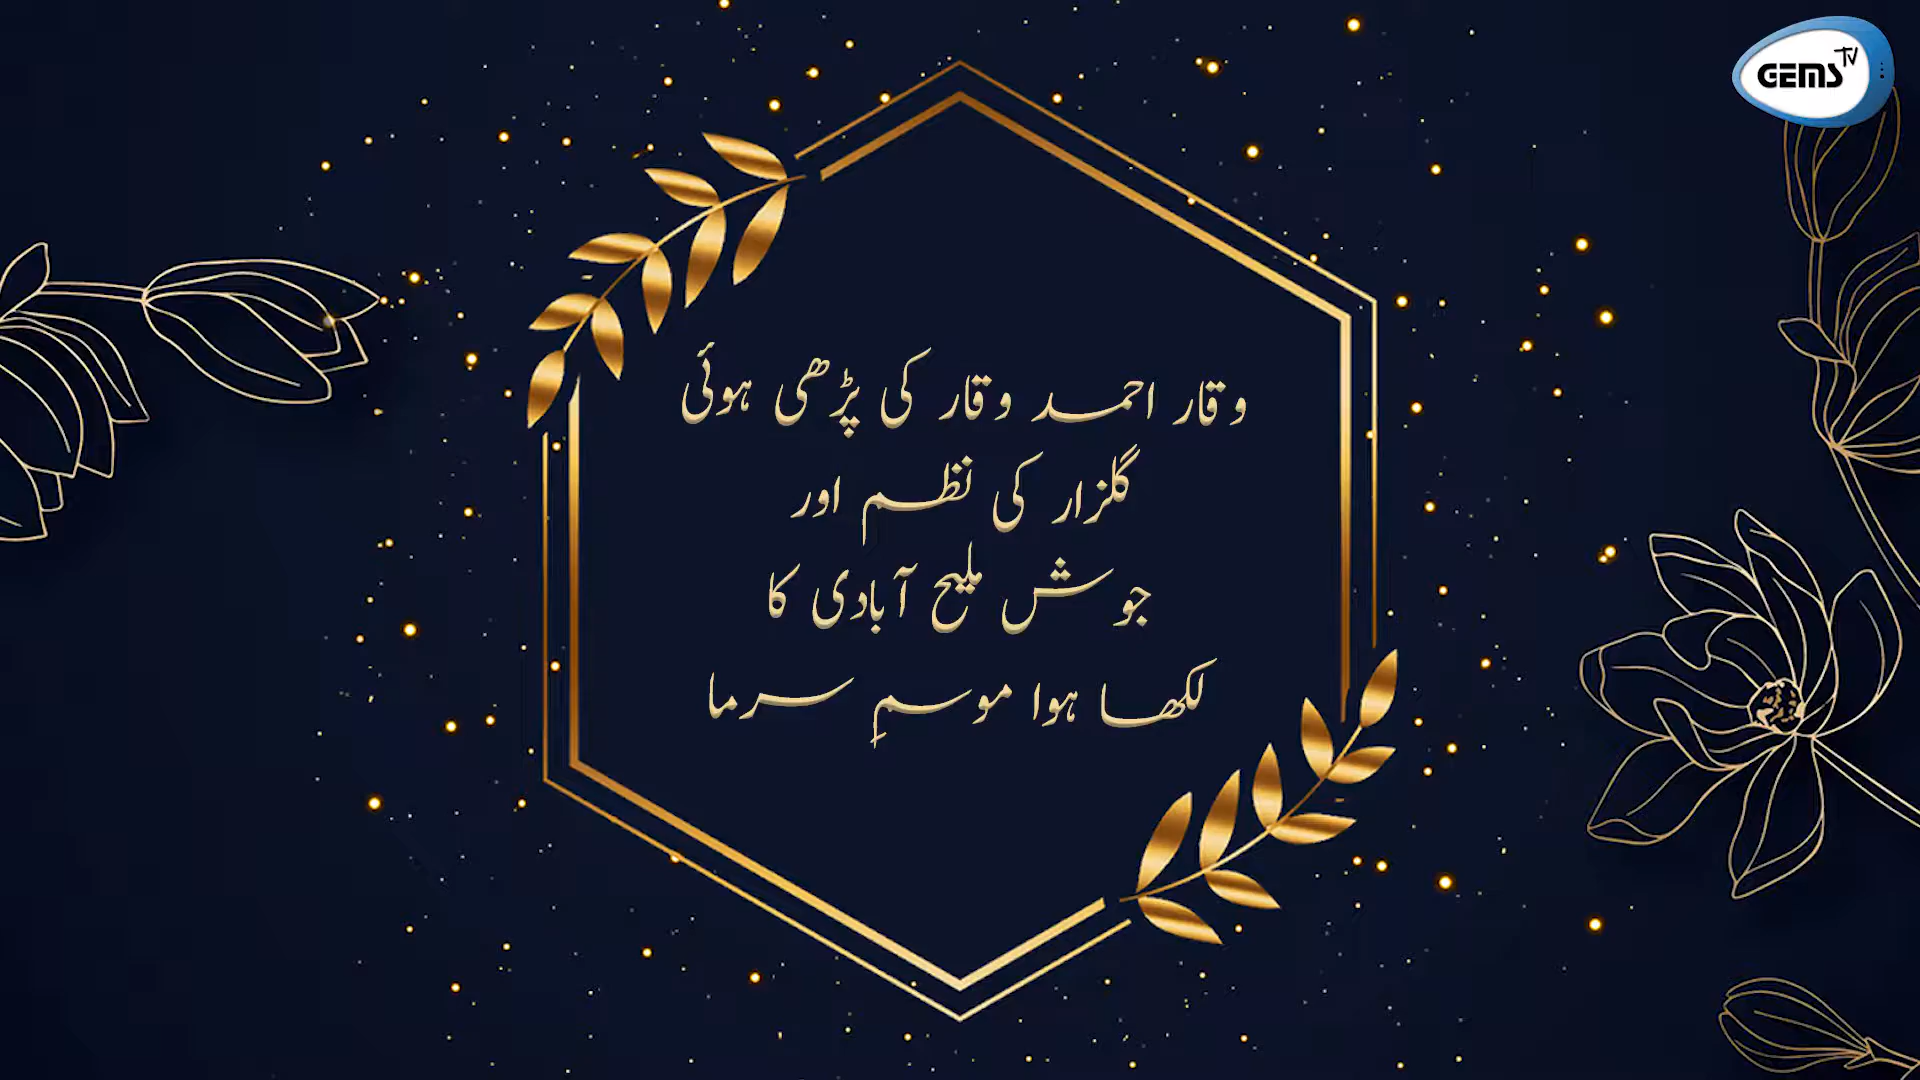 GEMS TV
وقار احمد وقار کی پڑھی ہوئی
گلزار کی نظم اور
جوش ملیح آبادی کا
لکھا ہوا موسمِ سرما